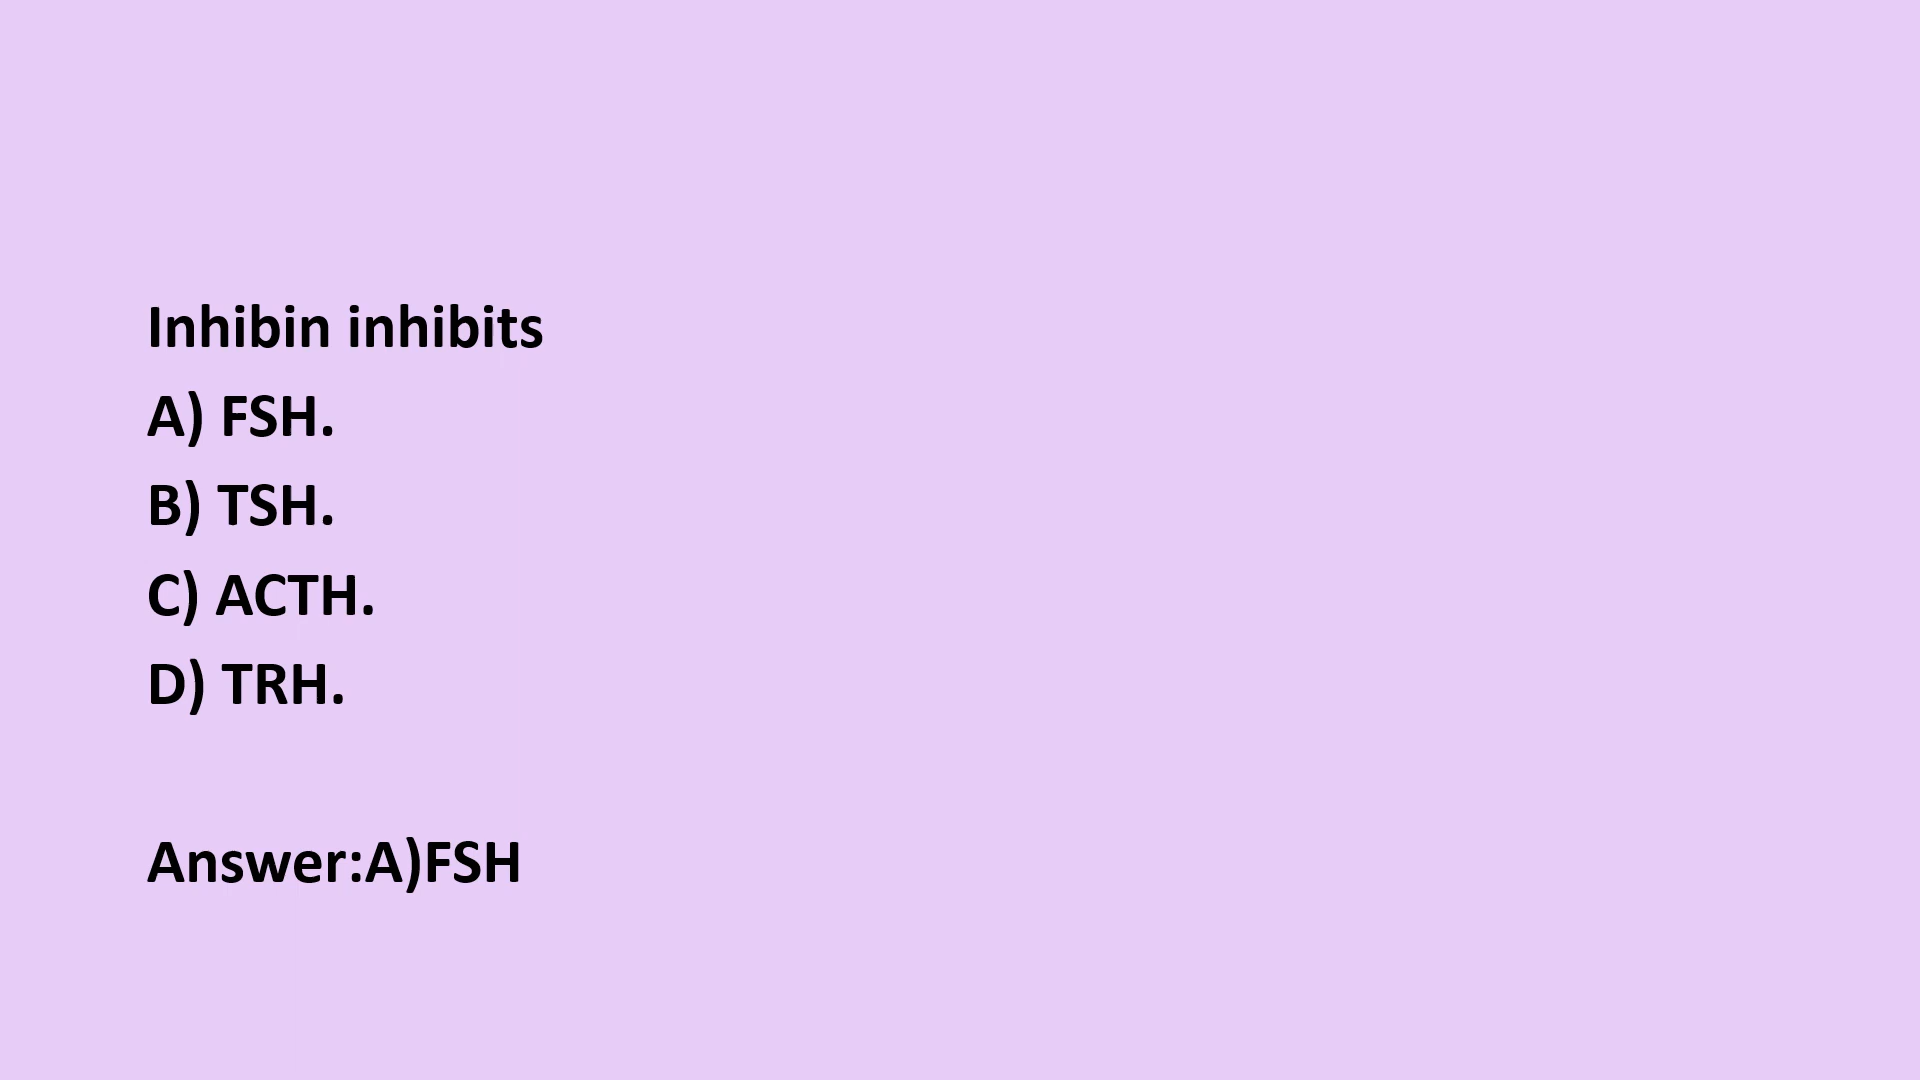 Inhibin inhibits
A) FSH.
B) TSH.
C) ACTH.
D) TRH.
Answer:A)FSH